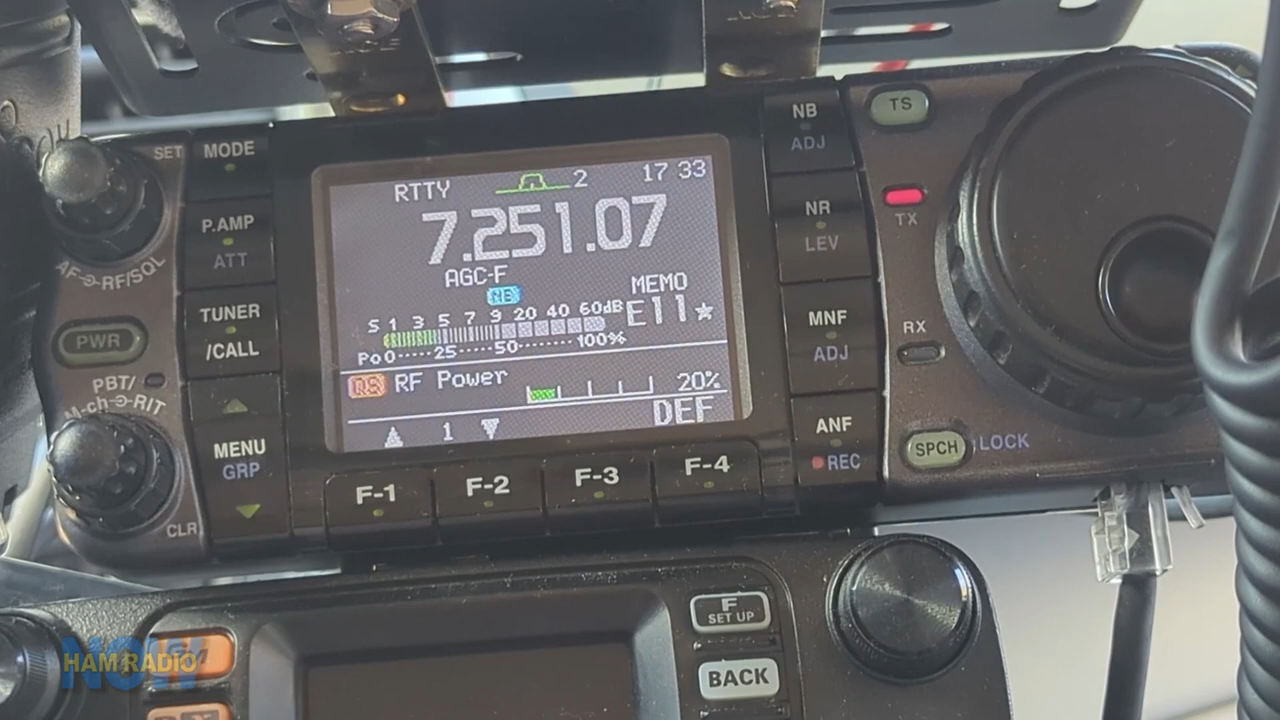 SET
MODE
P.AMP
ATT
AF RF/SQL
TUNER
/CALL
PWR
PBT/
M-ch RIT
MENU
GRP
CLR
RTTY
2
17 33
7.251.07
AGC-F
NB
MEMO
E11★
S 1 3 5 7 9 20 40 60dB
Po 0 25 50 100%
QS RF Power
20%
DEF
1
F-1
F-2
F-3
F-4
NB
ADJ
NR
LEV
MNF
ADJ
ANF
REC
TS
TX
RX
SPCH
LOCK
F
SET UP
BACK
NOW
HAM RADIO